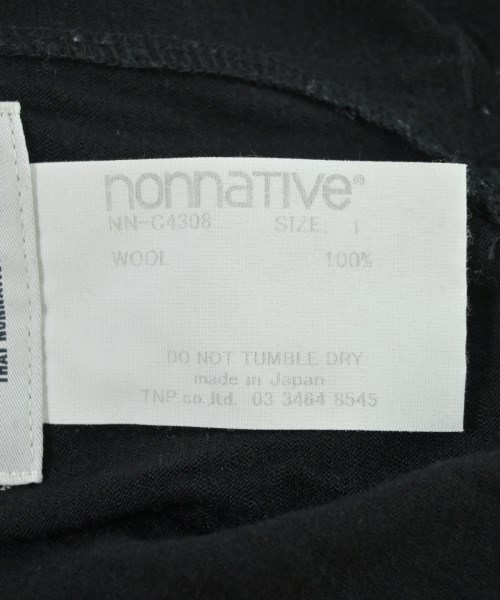 nonnative®
NN-C4308 SIZE: 1
WOOL 100%
DO NOT TUMBLE DRY
made in Japan
TNP co.,ltd. 03 3464 8545
THAT